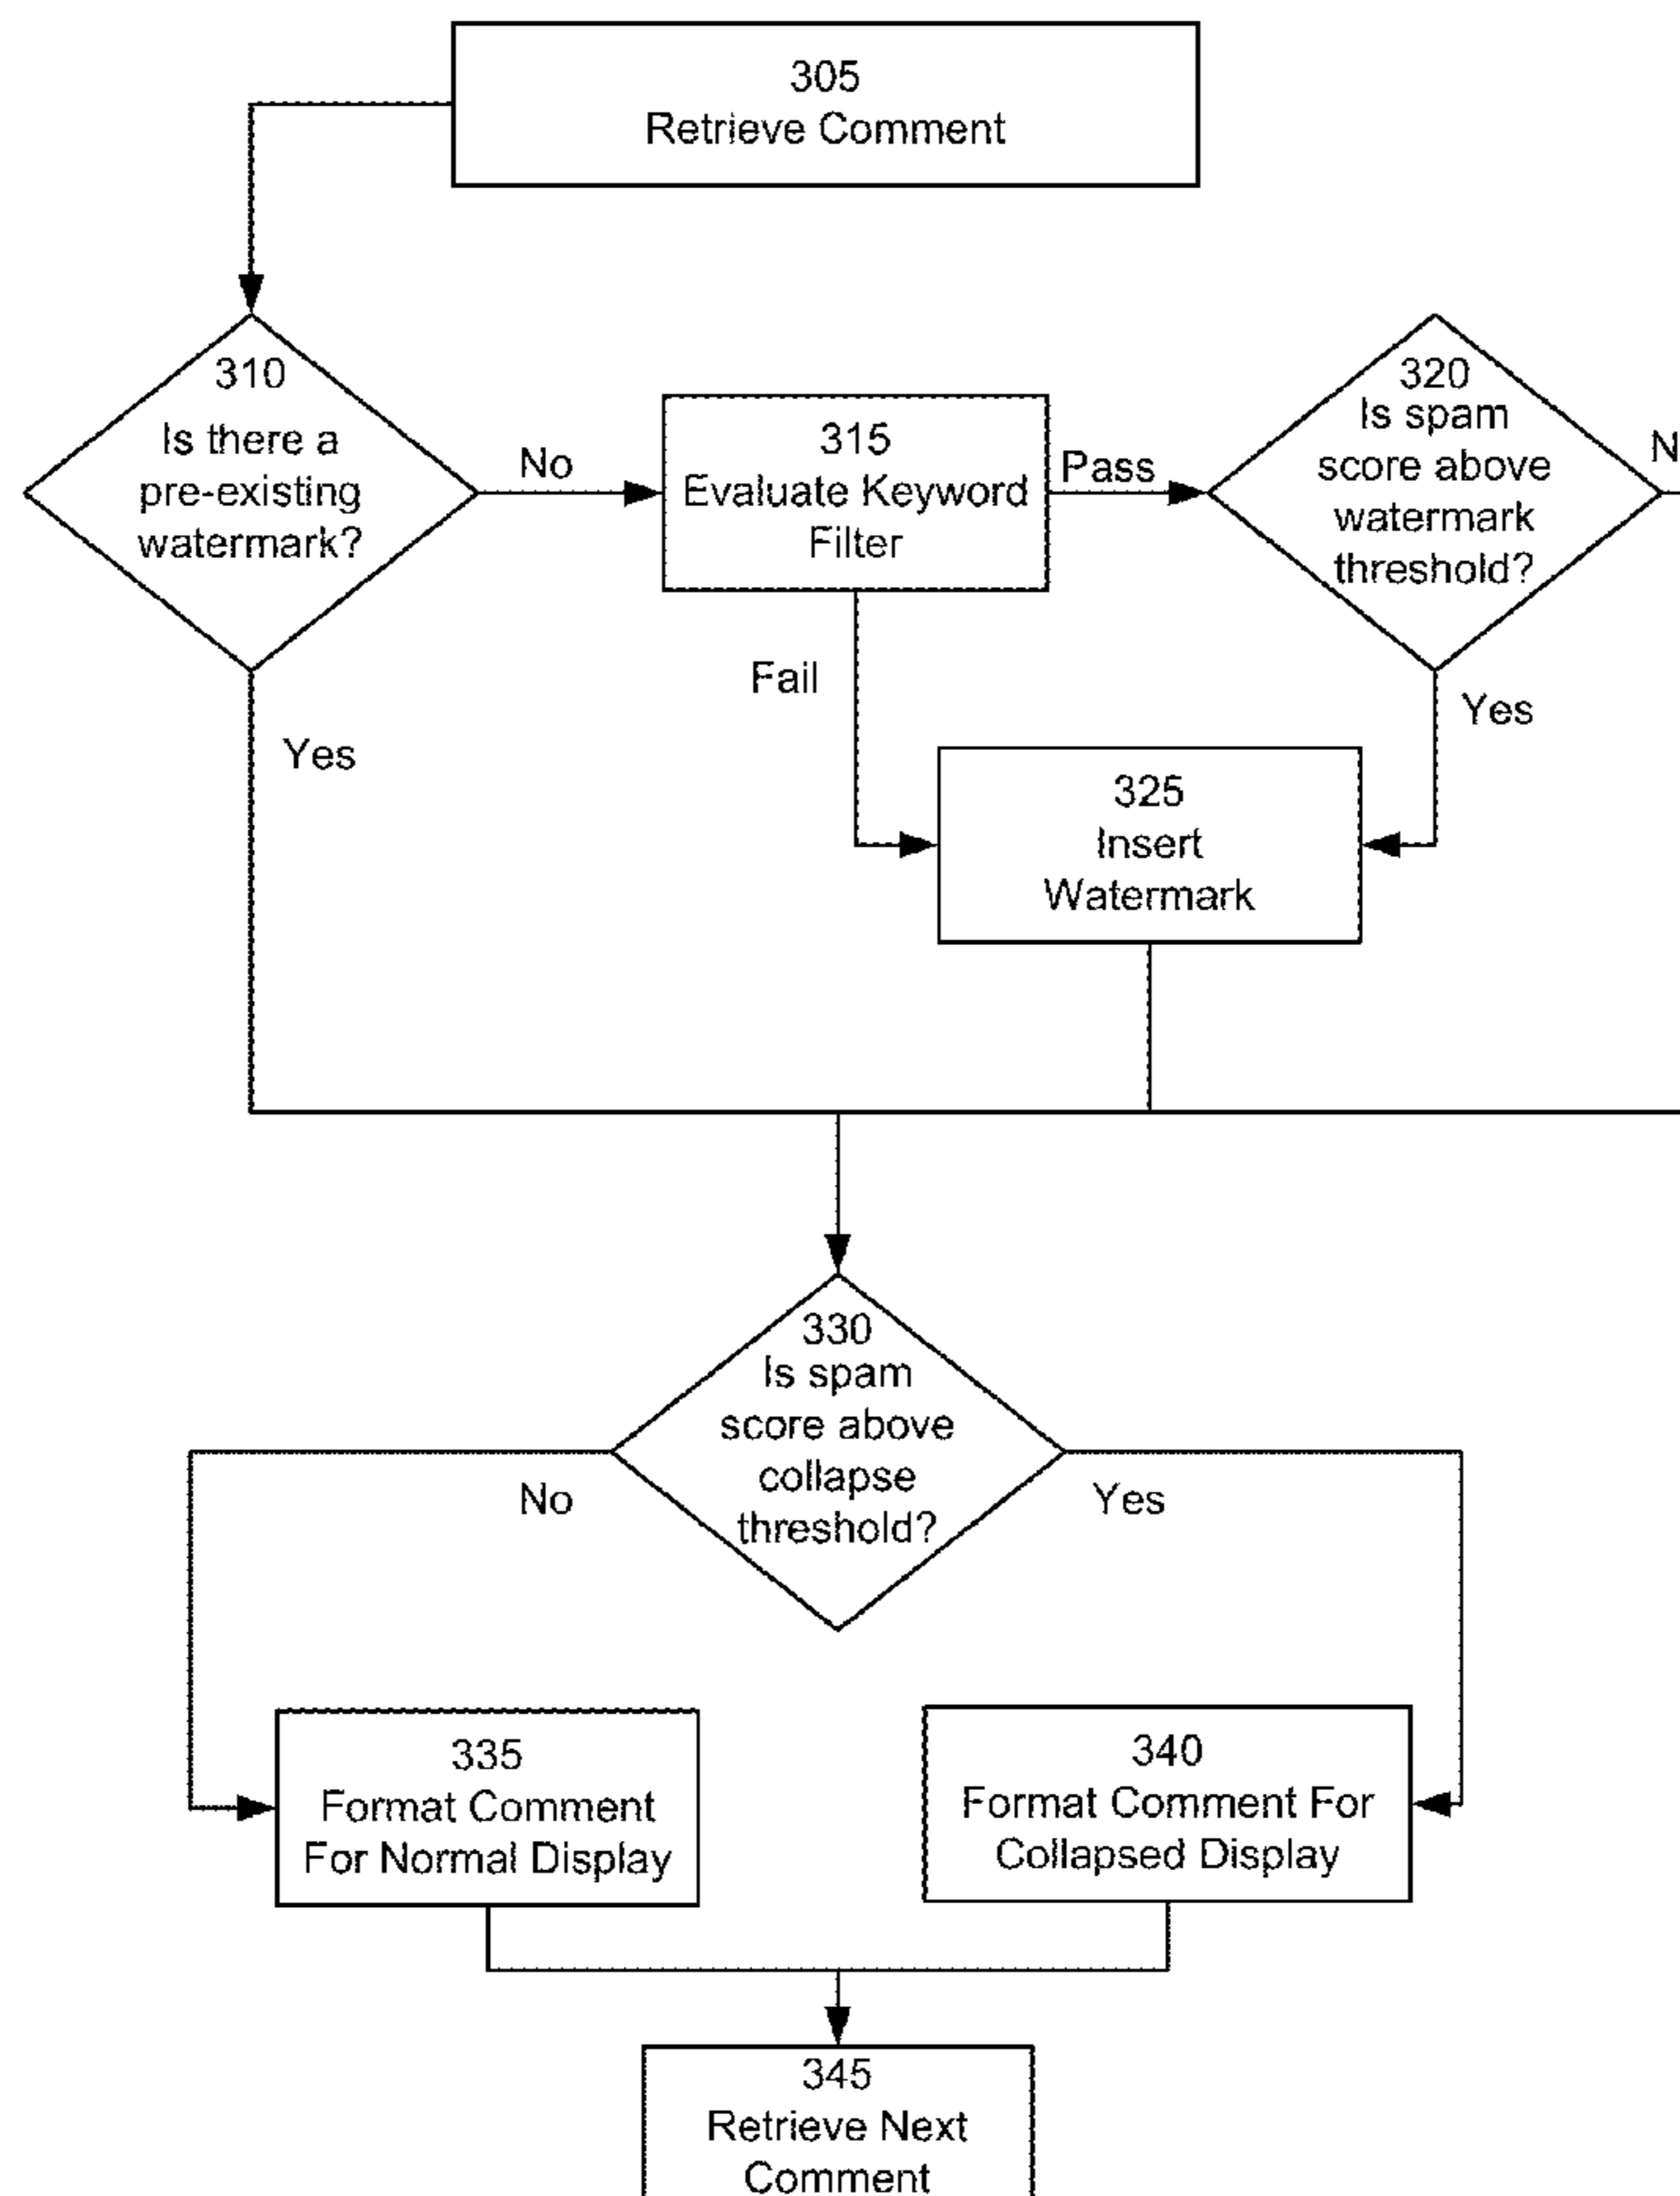 305
Retrieve Comment
310
Is there a
pre-existing
watermark?
No
315
Evaluate Keyword
Filter
Pass
320
Is spam
score above
watermark
threshold?
N
Fail
Yes
Yes
325
Insert
Watermark
330
Is spam
score above
collapse
threshold?
No
Yes
335
Format Comment
For Normal Display
340
Format Comment For
Collapsed Display
345
Retrieve Next
Comment